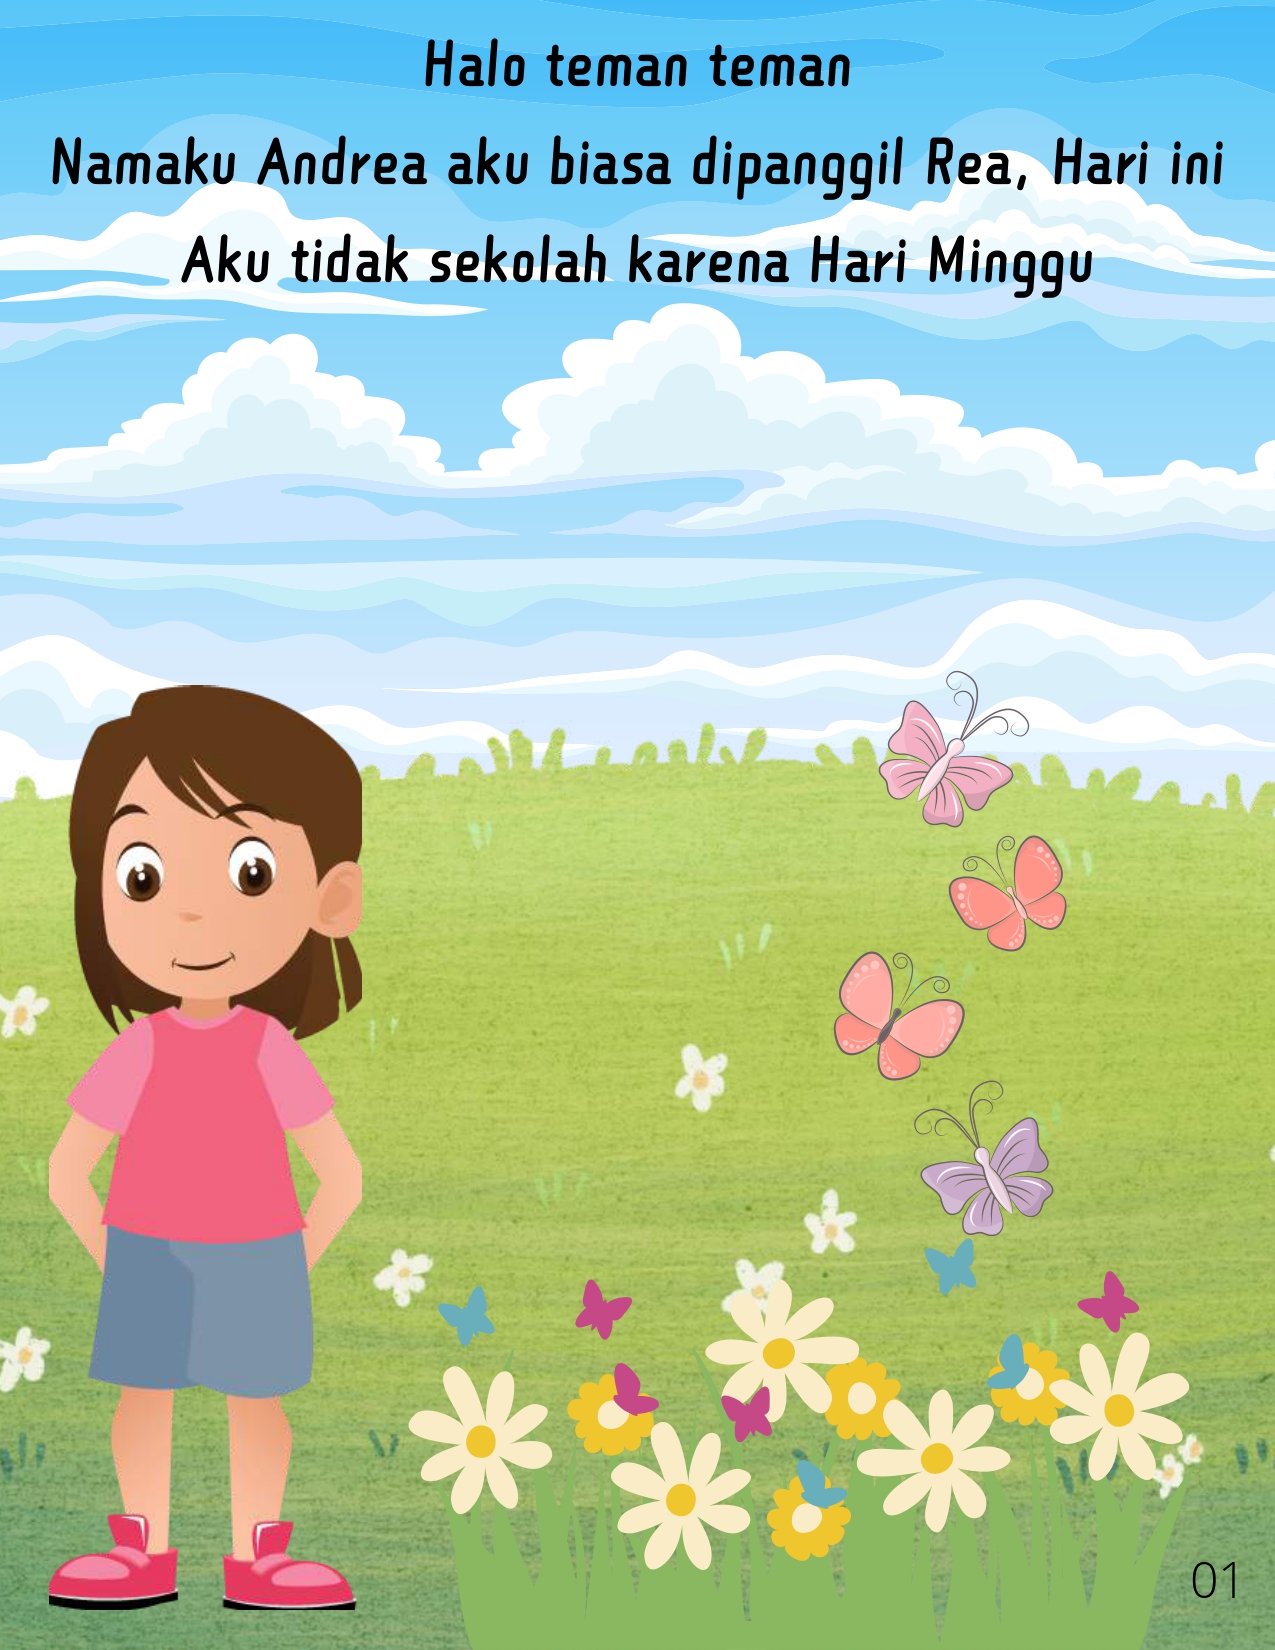 Halo teman teman
Namaku Andrea aku biasa dipanggil Rea, Hari ini
Aku tidak sekolah karena Hari Minggu
01